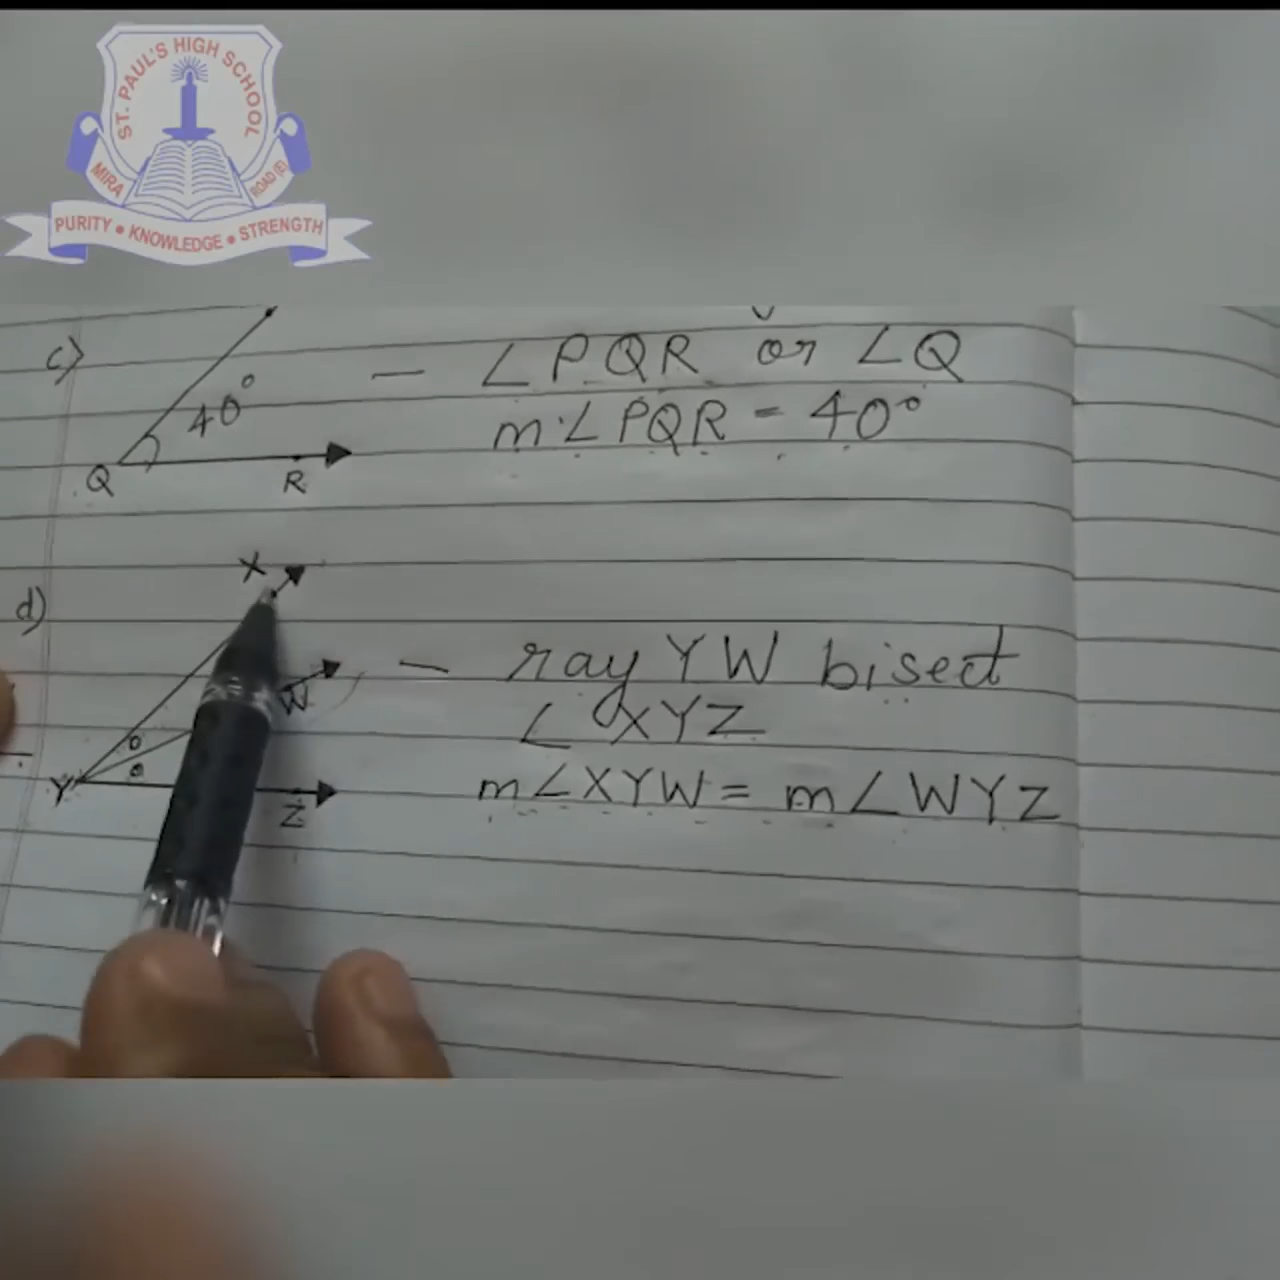 ST. PAUL'S HIGH SCHOOL
MIRA ROAD (E)
PURITY • KNOWLEDGE • STRENGTH
c)
40°
Q
R
— ∠PQR or ∠Q
m∠PQR = 40°
d)
X
W
Y
Z
— ray YW bisect
∠XYZ
m∠XYW = m∠WYZ